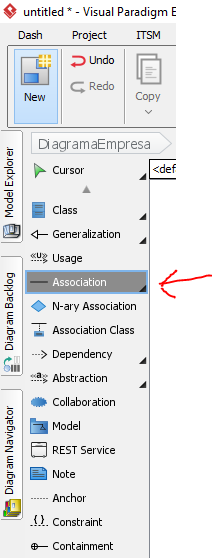 untitled * - Visual Paradigm E
Dash Project ITSM
New
Undo
Redo
Copy
DiagramaEmpresa
Model Explorer
Diagram Backlog
Diagram Navigator
Cursor
<def
Class
Generalization
<<U>> Usage
Association
N-ary Association
Association Class
Dependency
<<a>> Abstraction
Collaboration
Model
REST Service
Note
Anchor
{..} Constraint
Containment